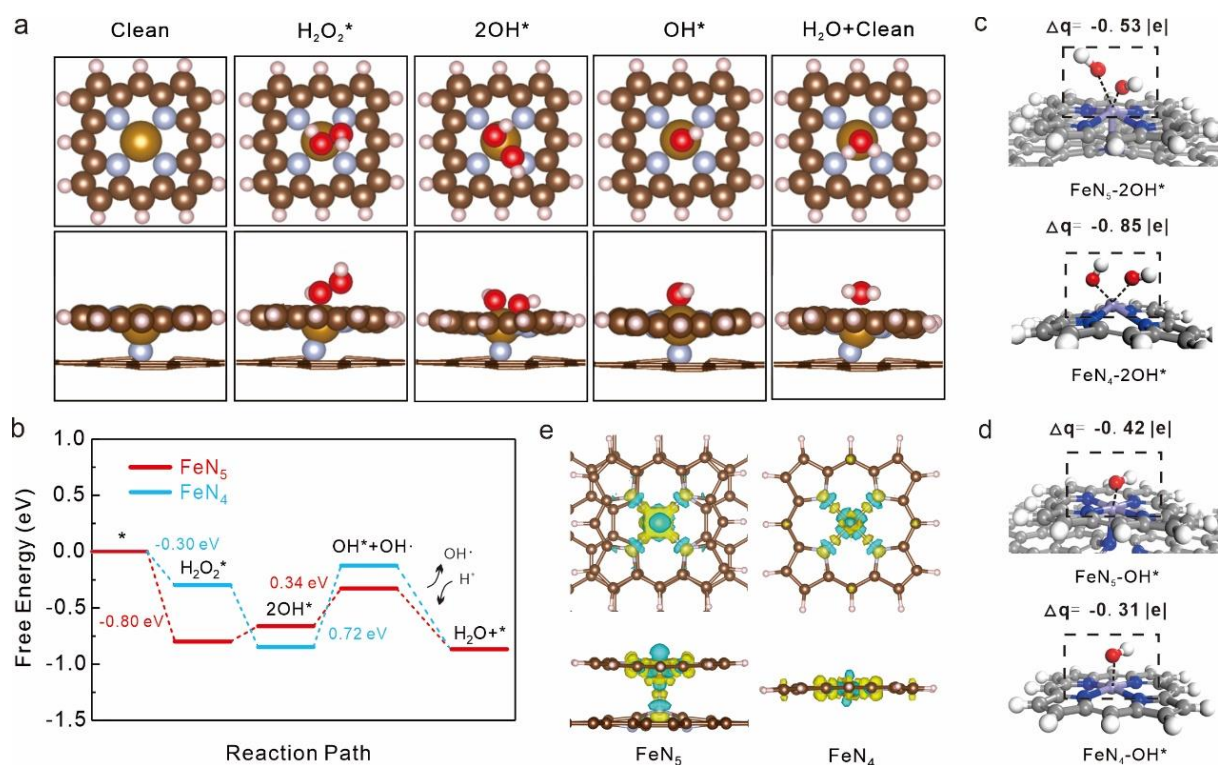 a
Clean
H₂O₂*
2OH*
OH*
H₂O+Clean
b
1.0
0.5
0.0
-0.5
-1.0
-1.5
Free Energy (eV)
Reaction Path
FeN₅
FeN₄
*
-0.30 eV
H₂O₂*
-0.80 eV
2OH*
0.34 eV
0.72 eV
OH*+OH·
OH·
H⁺
H₂O+*
e
FeN₅
FeN₄
c
Δq= -0.53 |e|
FeN₅-2OH*
Δq= -0.85 |e|
FeN₄-2OH*
d
Δq= -0.42 |e|
FeN₅-OH*
Δq= -0.31 |e|
FeN₄-OH*